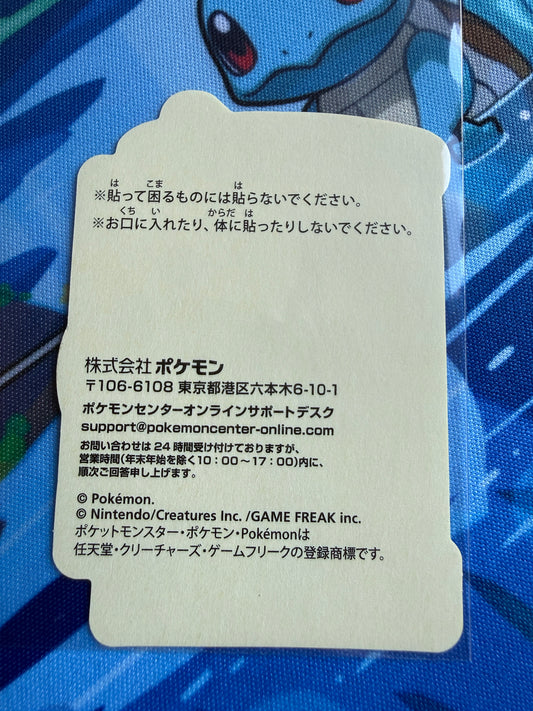 ※貼って困るものには貼らないでください。
※お口に入れたり、体に貼ったりしないでください。
株式会社 ポケモン
〒106-6108 東京都港区六本木6-10-1
ポケモンセンターオンラインサポートデスク
support@pokemoncenter-online.com
お問い合わせは24時間受け付けておりますが、
営業時間(年末年始を除く10:00~17:00)内に、
順次ご回答申し上げます。
© Pokémon.
© Nintendo/Creatures Inc. /GAME FREAK inc.
ポケットモンスター・ポケモン・Pokémonは
任天堂・クリーチャーズ・ゲームフリークの登録商標です。